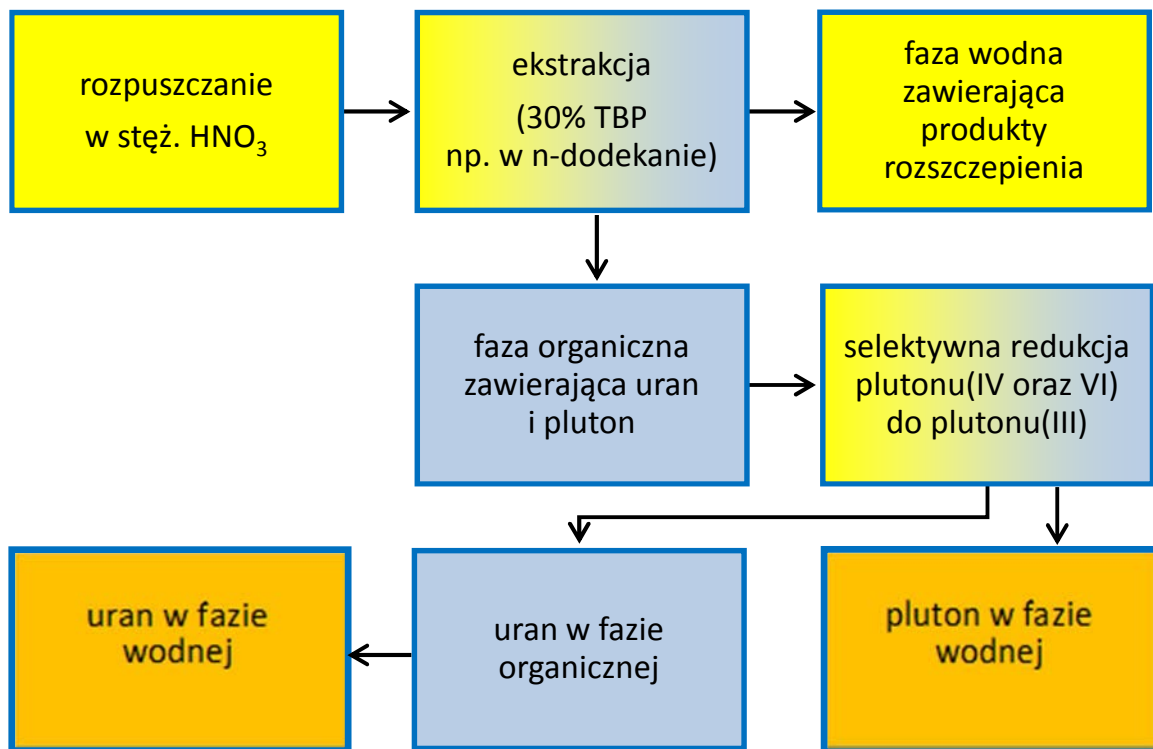 rozpuszczanie
w stęż. HNO₃
ekstrakcja
(30% TBP
np. w n-dodekanie)
faza wodna
zawierająca
produkty
rozszczepienia
faza organiczna
zawierająca uran
i pluton
selektywna redukcja
plutonu(IV oraz VI)
do plutonu(III)
uran w fazie
wodnej
uran w fazie
organicznej
pluton w fazie
wodnej